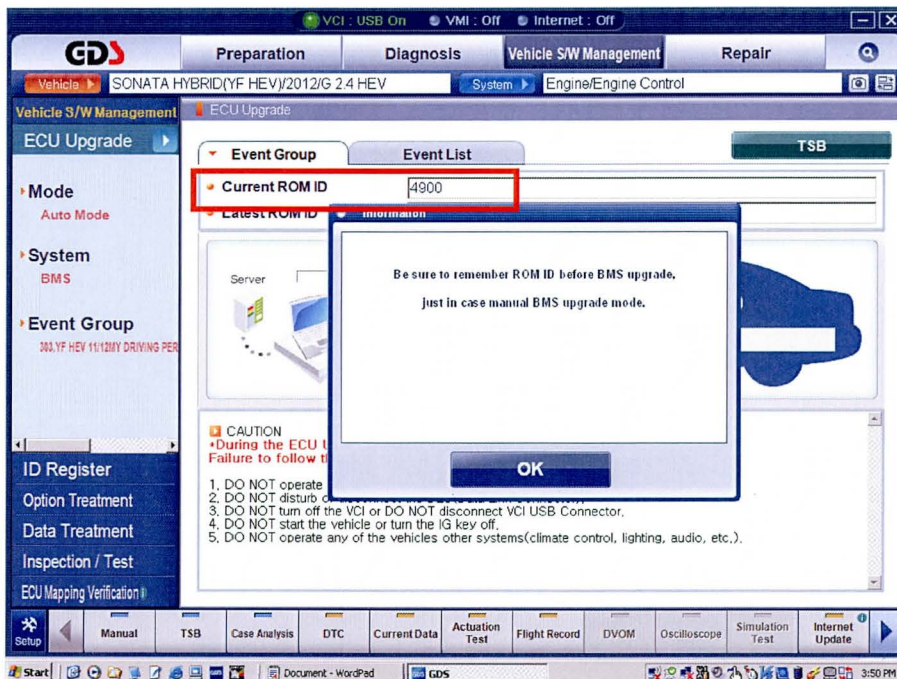 VCI : USB On VMI : Off Internet : Off
GDS Preparation Diagnosis Vehicle S/W Management Repair
Vehicle SONATA HYBRID(YF HEV)/2012/G 2.4 HEV System Engine/Engine Control
Vehicle S/W Management ECU Upgrade
ECU Upgrade
TSB
Event Group Event List
Current ROM ID 4900
Latest ROM ID
Information
Mode
Auto Mode
System
BMS
Event Group
303.YF HEV 11/12MY DRIVING PER
Server
Be sure to remember ROM ID before BMS upgrade,
just in case manual BMS upgrade mode.
OK
CAUTION
•During the ECU U
Failure to follow th
1. DO NOT operate
2. DO NOT disturb
3. DO NOT turn off the VCI or DO NOT disconnect VCI USB Connector.
4. DO NOT start the vehicle or turn the IG key off.
5. DO NOT operate any of the vehicles other systems(climate control, lighting, audio, etc.).
ID Register
Option Treatment
Data Treatment
Inspection / Test
ECU Mapping Verification
Setup Manual TSB Case Analysis DTC Current Data Actuation Test Flight Record DVOM Oscilloscope Simulation Test Internet Update
Start Document - WordPad GDS 3:50 PM